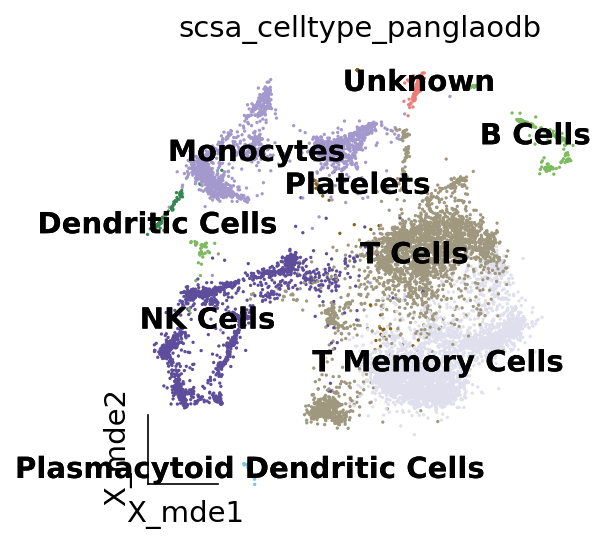 scsa_celltype_panglaodb
Unknown
B Cells
Monocytes
Platelets
Dendritic Cells
T Cells
NK Cells
T Memory Cells
Plasmacytoid Dendritic Cells
X_mde2
X_mde1